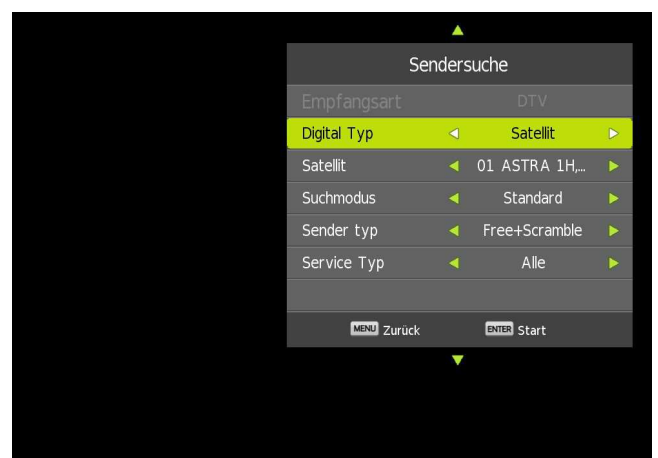 Sendersuche
Empfangsart DTV
Digital Typ Satellit
Satellit 01 ASTRA 1H,...
Suchmodus Standard
Sender typ Free+Scramble
Service Typ Alle
MENU Zurück ENTER Start